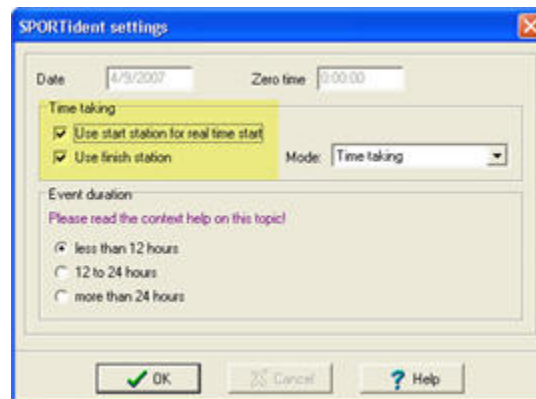 SPORTident settings
Date 4/9/2007 Zero time 0:00:00
Time taking
Use start station for real time start
Use finish station Mode: Time taking
Event duration
Please read the context help on this topic!
less than 12 hours
12 to 24 hours
more than 24 hours
OK Cancel Help